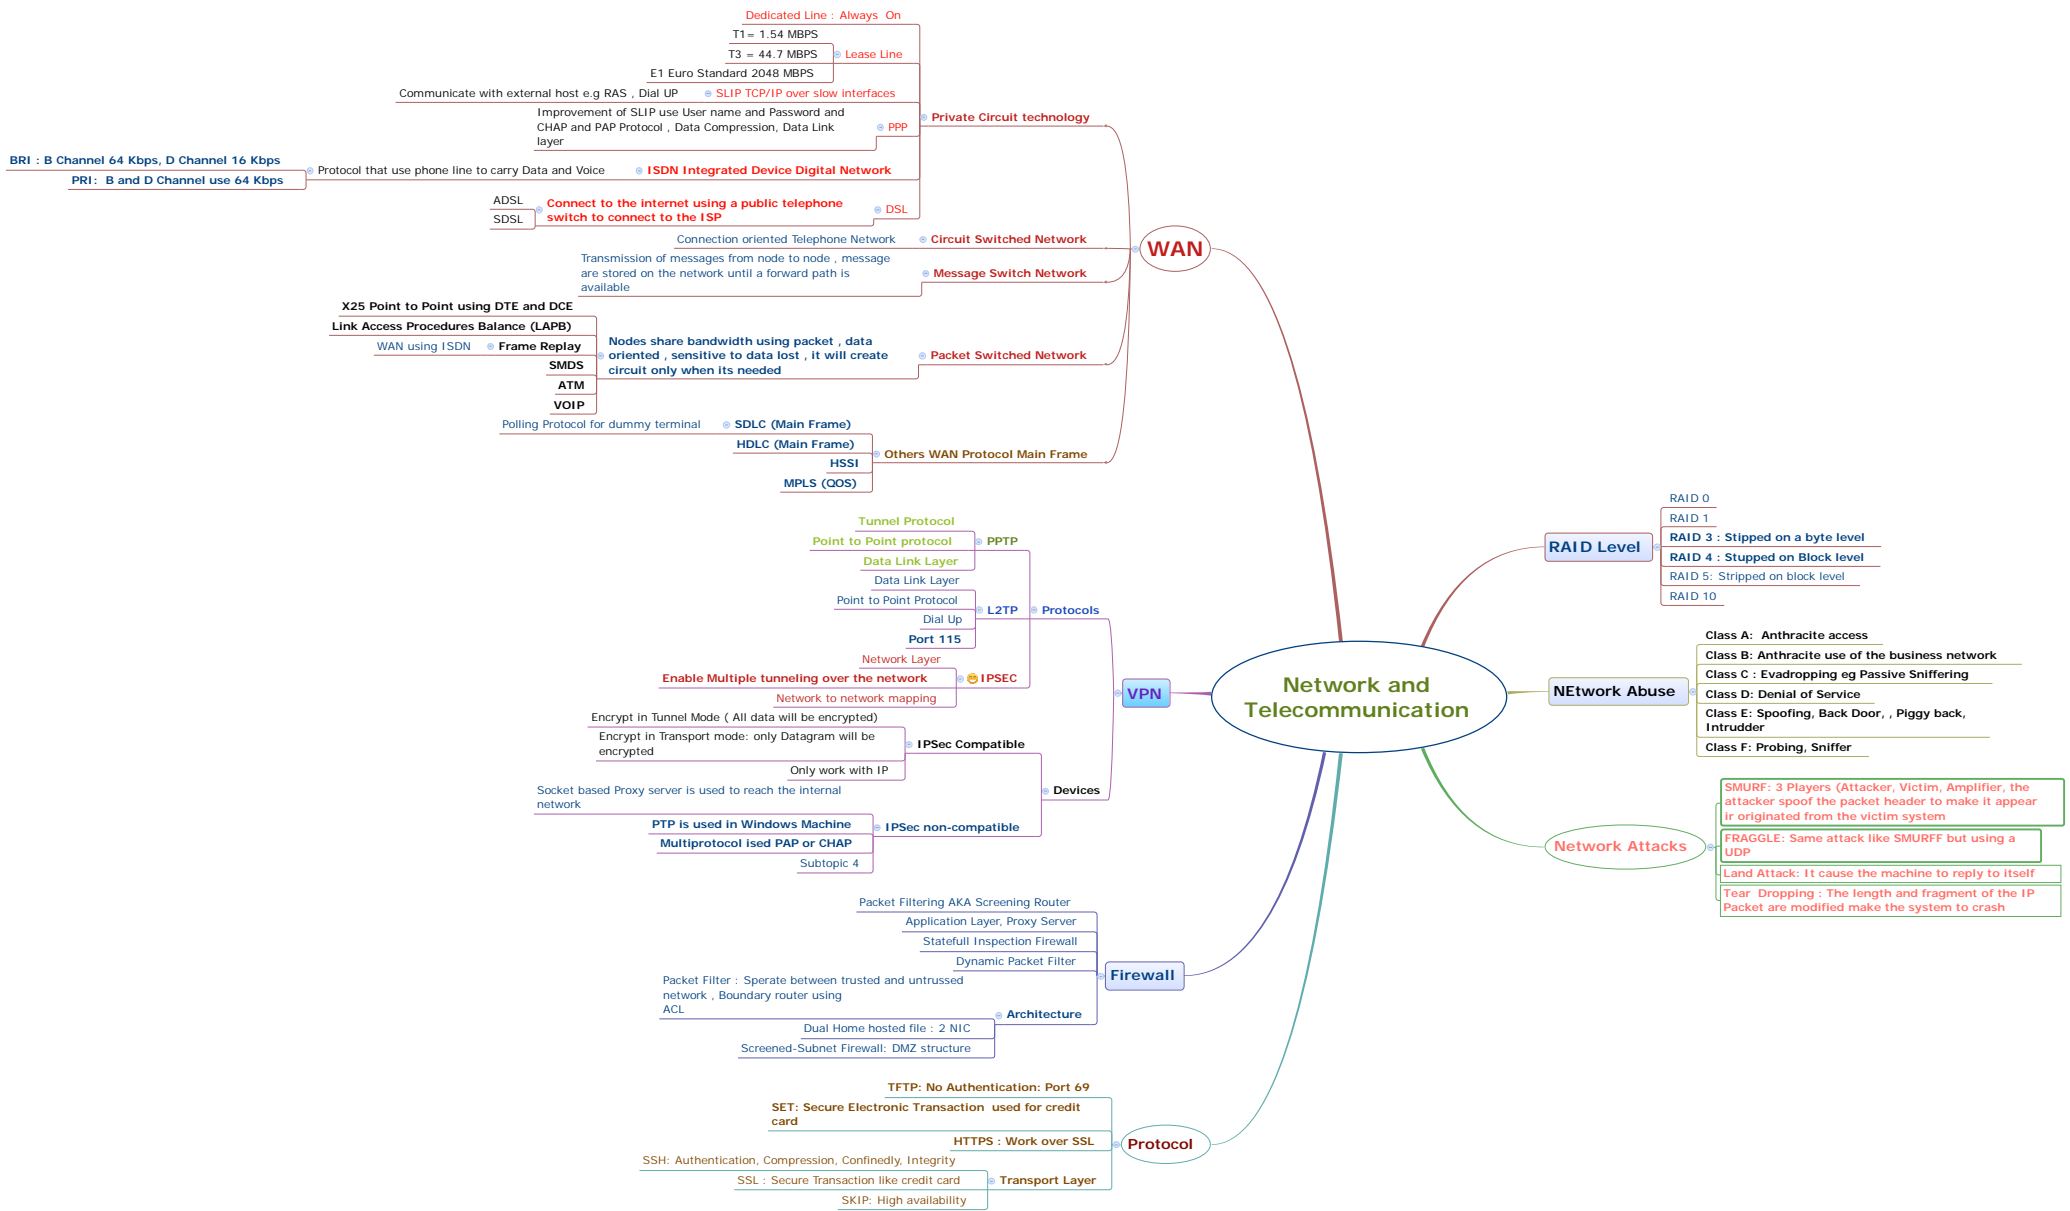 Network and
Telecommunication
WAN
Private Circuit technology
Dedicated Line : Always  On
Lease Line
T1= 1.54 MBPS
T3 = 44.7 MBPS
E1 Euro Standard 2048 MBPS
SLIP TCP/IP over slow interfaces
Communicate with external host e.g RAS , Dial UP
PPP
Improvement of SLIP use User name and Password and
CHAP and PAP Protocol , Data Compression, Data Link
layer
ISDN Integrated Device Digital Network
Protocol that use phone line to carry Data and Voice
BRI : B Channel 64 Kbps, D Channel 16 Kbps
PRI:  B and D Channel use 64 Kbps
DSL
Connect to the internet using a public telephone
switch to connect to the ISP
ADSL
SDSL
Circuit Switched Network
Connection oriented Telephone Network
Message Switch Network
Transmission of messages from node to node , message
are stored on the network until a forward path is
available
Packet Switched Network
Nodes share bandwidth using packet , data
oriented , sensitive to data lost , it will create
circuit only when its needed
X25 Point to Point using DTE and DCE
Link Access Procedures Balance (LAPB)
Frame Replay
WAN using ISDN
SMDS
ATM
VOIP
Others WAN Protocol Main Frame
SDLC (Main Frame)
Polling Protocol for dummy terminal
HDLC (Main Frame)
HSSI
MPLS (QOS)
VPN
Protocols
PPTP
Tunnel Protocol
Point to Point protocol
Data Link Layer
L2TP
Data Link Layer
Point to Point Protocol
Dial Up
Port 115
IPSEC
Network Layer
Enable Multiple tunneling over the network
Network to network mapping
Devices
IPSec Compatible
Encrypt in Tunnel Mode ( All data will be encrypted)
Encrypt in Transport mode: only Datagram will be
encrypted
Only work with IP
IPSec non-compatible
Socket based Proxy server is used to reach the internal
network
PTP is used in Windows Machine
Multiprotocol ised PAP or CHAP
Subtopic 4
Firewall
Packet Filtering AKA Screening Router
Application Layer, Proxy Server
Statefull Inspection Firewall
Dynamic Packet Filter
Architecture
Packet Filter : Sperate between trusted and untrussed
network , Boundary router using
ACL
Dual Home hosted file : 2 NIC
Screened-Subnet Firewall: DMZ structure
Protocol
TFTP: No Authentication: Port 69
SET: Secure Electronic Transaction  used for credit
card
HTTPS : Work over SSL
Transport Layer
SSH: Authentication, Compression, Confinedly, Integrity
SSL : Secure Transaction like credit card
SKIP: High availability
RAID Level
RAID 0
RAID 1
RAID 3 : Stipped on a byte level
RAID 4 : Stupped on Block level
RAID 5: Stripped on block level
RAID 10
NEtwork Abuse
Class A:  Anthracite access
Class B: Anthracite use of the business network
Class C : Evadropping eg Passive Sniffering
Class D: Denial of Service
Class E: Spoofing, Back Door, , Piggy back,
Intrudder
Class F: Probing, Sniffer
Network Attacks
SMURF: 3 Players (Attacker, Victim, Amplifier, the
attacker spoof the packet header to make it appear
ir originated from the victim system
FRAGGLE: Same attack like SMURFF but using a
UDP
Land Attack: It cause the machine to reply to itself
Tear  Dropping : The length and fragment of the IP
Packet are modified make the system to crash